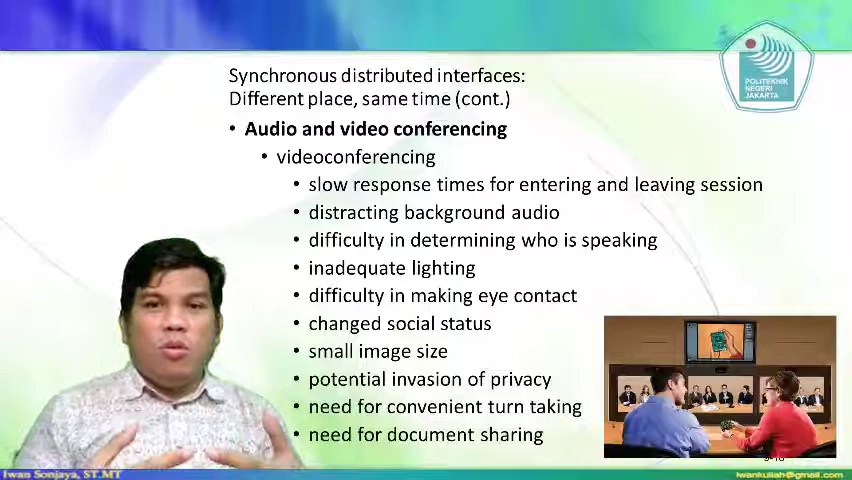 Synchronous distributed interfaces:
Different place, same time (cont.)
POLITEKNIK
NEGERI
JAKARTA
• Audio and video conferencing
• videoconferencing
• slow response times for entering and leaving session
• distracting background audio
• difficulty in determining who is speaking
• inadequate lighting
• difficulty in making eye contact
• changed social status
• small image size
• potential invasion of privacy
• need for convenient turn taking
• need for document sharing
Iwan Sonjaya, ST.MT
iwankuliah@gmail.com